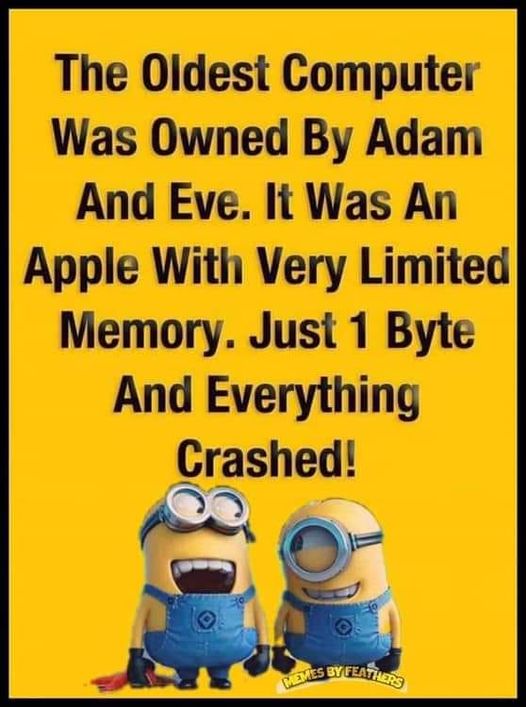 The Oldest Computer
Was Owned By Adam
And Eve. It Was An
Apple With Very Limited
Memory. Just 1 Byte
And Everything
Crashed!
MEMES BY FEATHERS